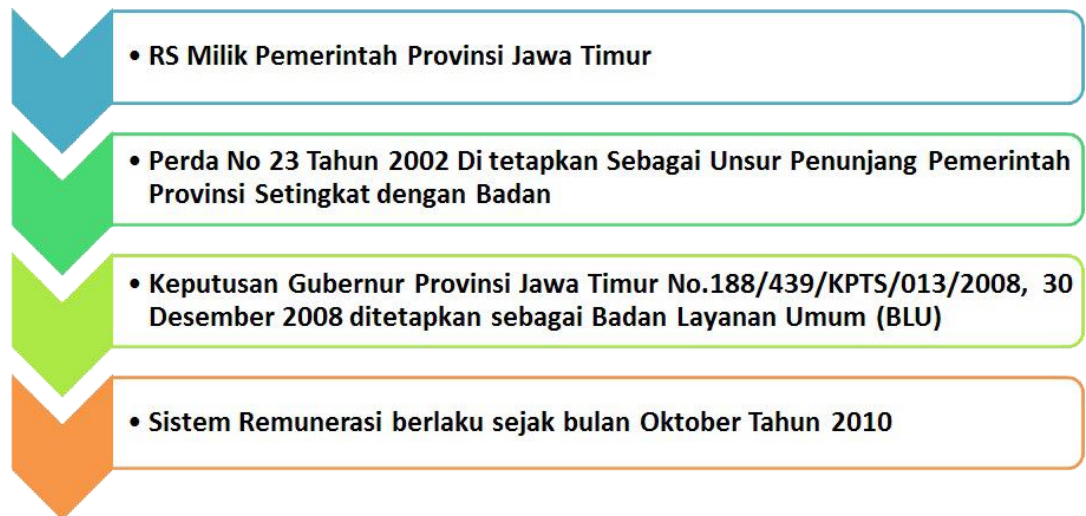 • RS Milik Pemerintah Provinsi Jawa Timur
• Perda No 23 Tahun 2002 Di tetapkan Sebagai Unsur Penunjang Pemerintah
Provinsi Setingkat dengan Badan
• Keputusan Gubernur Provinsi Jawa Timur No.188/439/KPTS/013/2008, 30
Desember 2008 ditetapkan sebagai Badan Layanan Umum (BLU)
• Sistem Remunerasi berlaku sejak bulan Oktober Tahun 2010